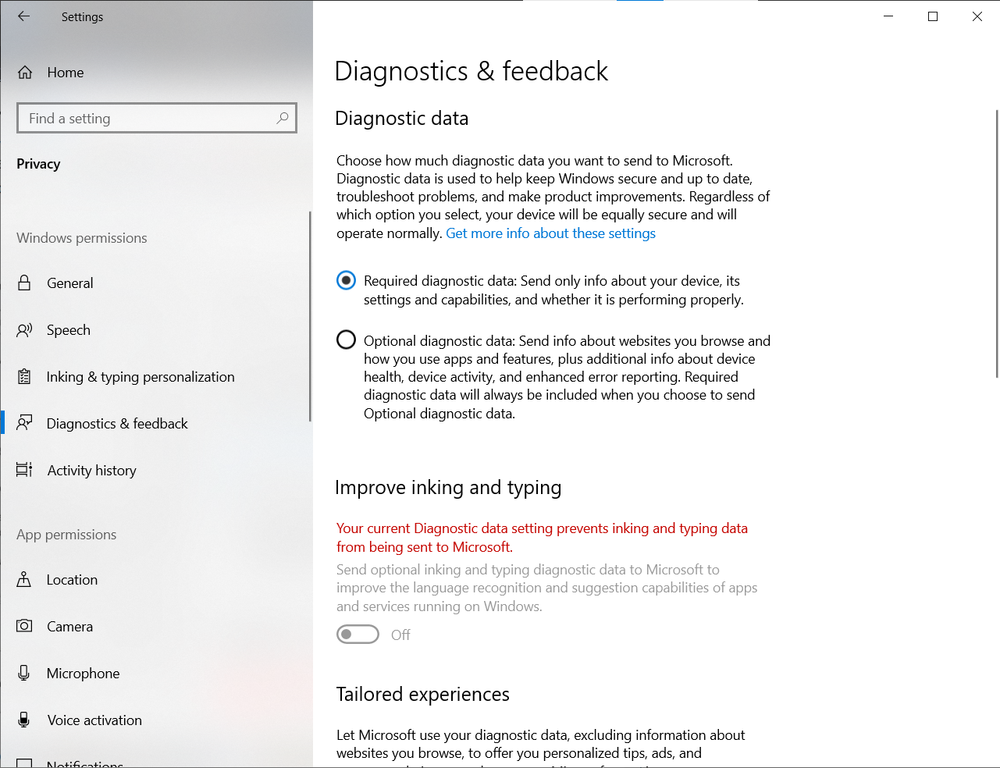 Settings
Home
Find a setting
Privacy
Windows permissions
General
Speech
Inking & typing personalization
Diagnostics & feedback
Activity history
App permissions
Location
Camera
Microphone
Voice activation
Notifications
Diagnostics & feedback
Diagnostic data
Choose how much diagnostic data you want to send to Microsoft.
Diagnostic data is used to help keep Windows secure and up to date,
troubleshoot problems, and make product improvements. Regardless of
which option you select, your device will be equally secure and will
operate normally. Get more info about these settings
Required diagnostic data: Send only info about your device, its
settings and capabilities, and whether it is performing properly.
Optional diagnostic data: Send info about websites you browse and
how you use apps and features, plus additional info about device
health, device activity, and enhanced error reporting. Required
diagnostic data will always be included when you choose to send
Optional diagnostic data.
Improve inking and typing
Your current Diagnostic data setting prevents inking and typing data
from being sent to Microsoft.
Send optional inking and typing diagnostic data to Microsoft to
improve the language recognition and suggestion capabilities of apps
and services running on Windows.
Off
Tailored experiences
Let Microsoft use your diagnostic data, excluding information about
websites you browse, to offer you personalized tips, ads, and